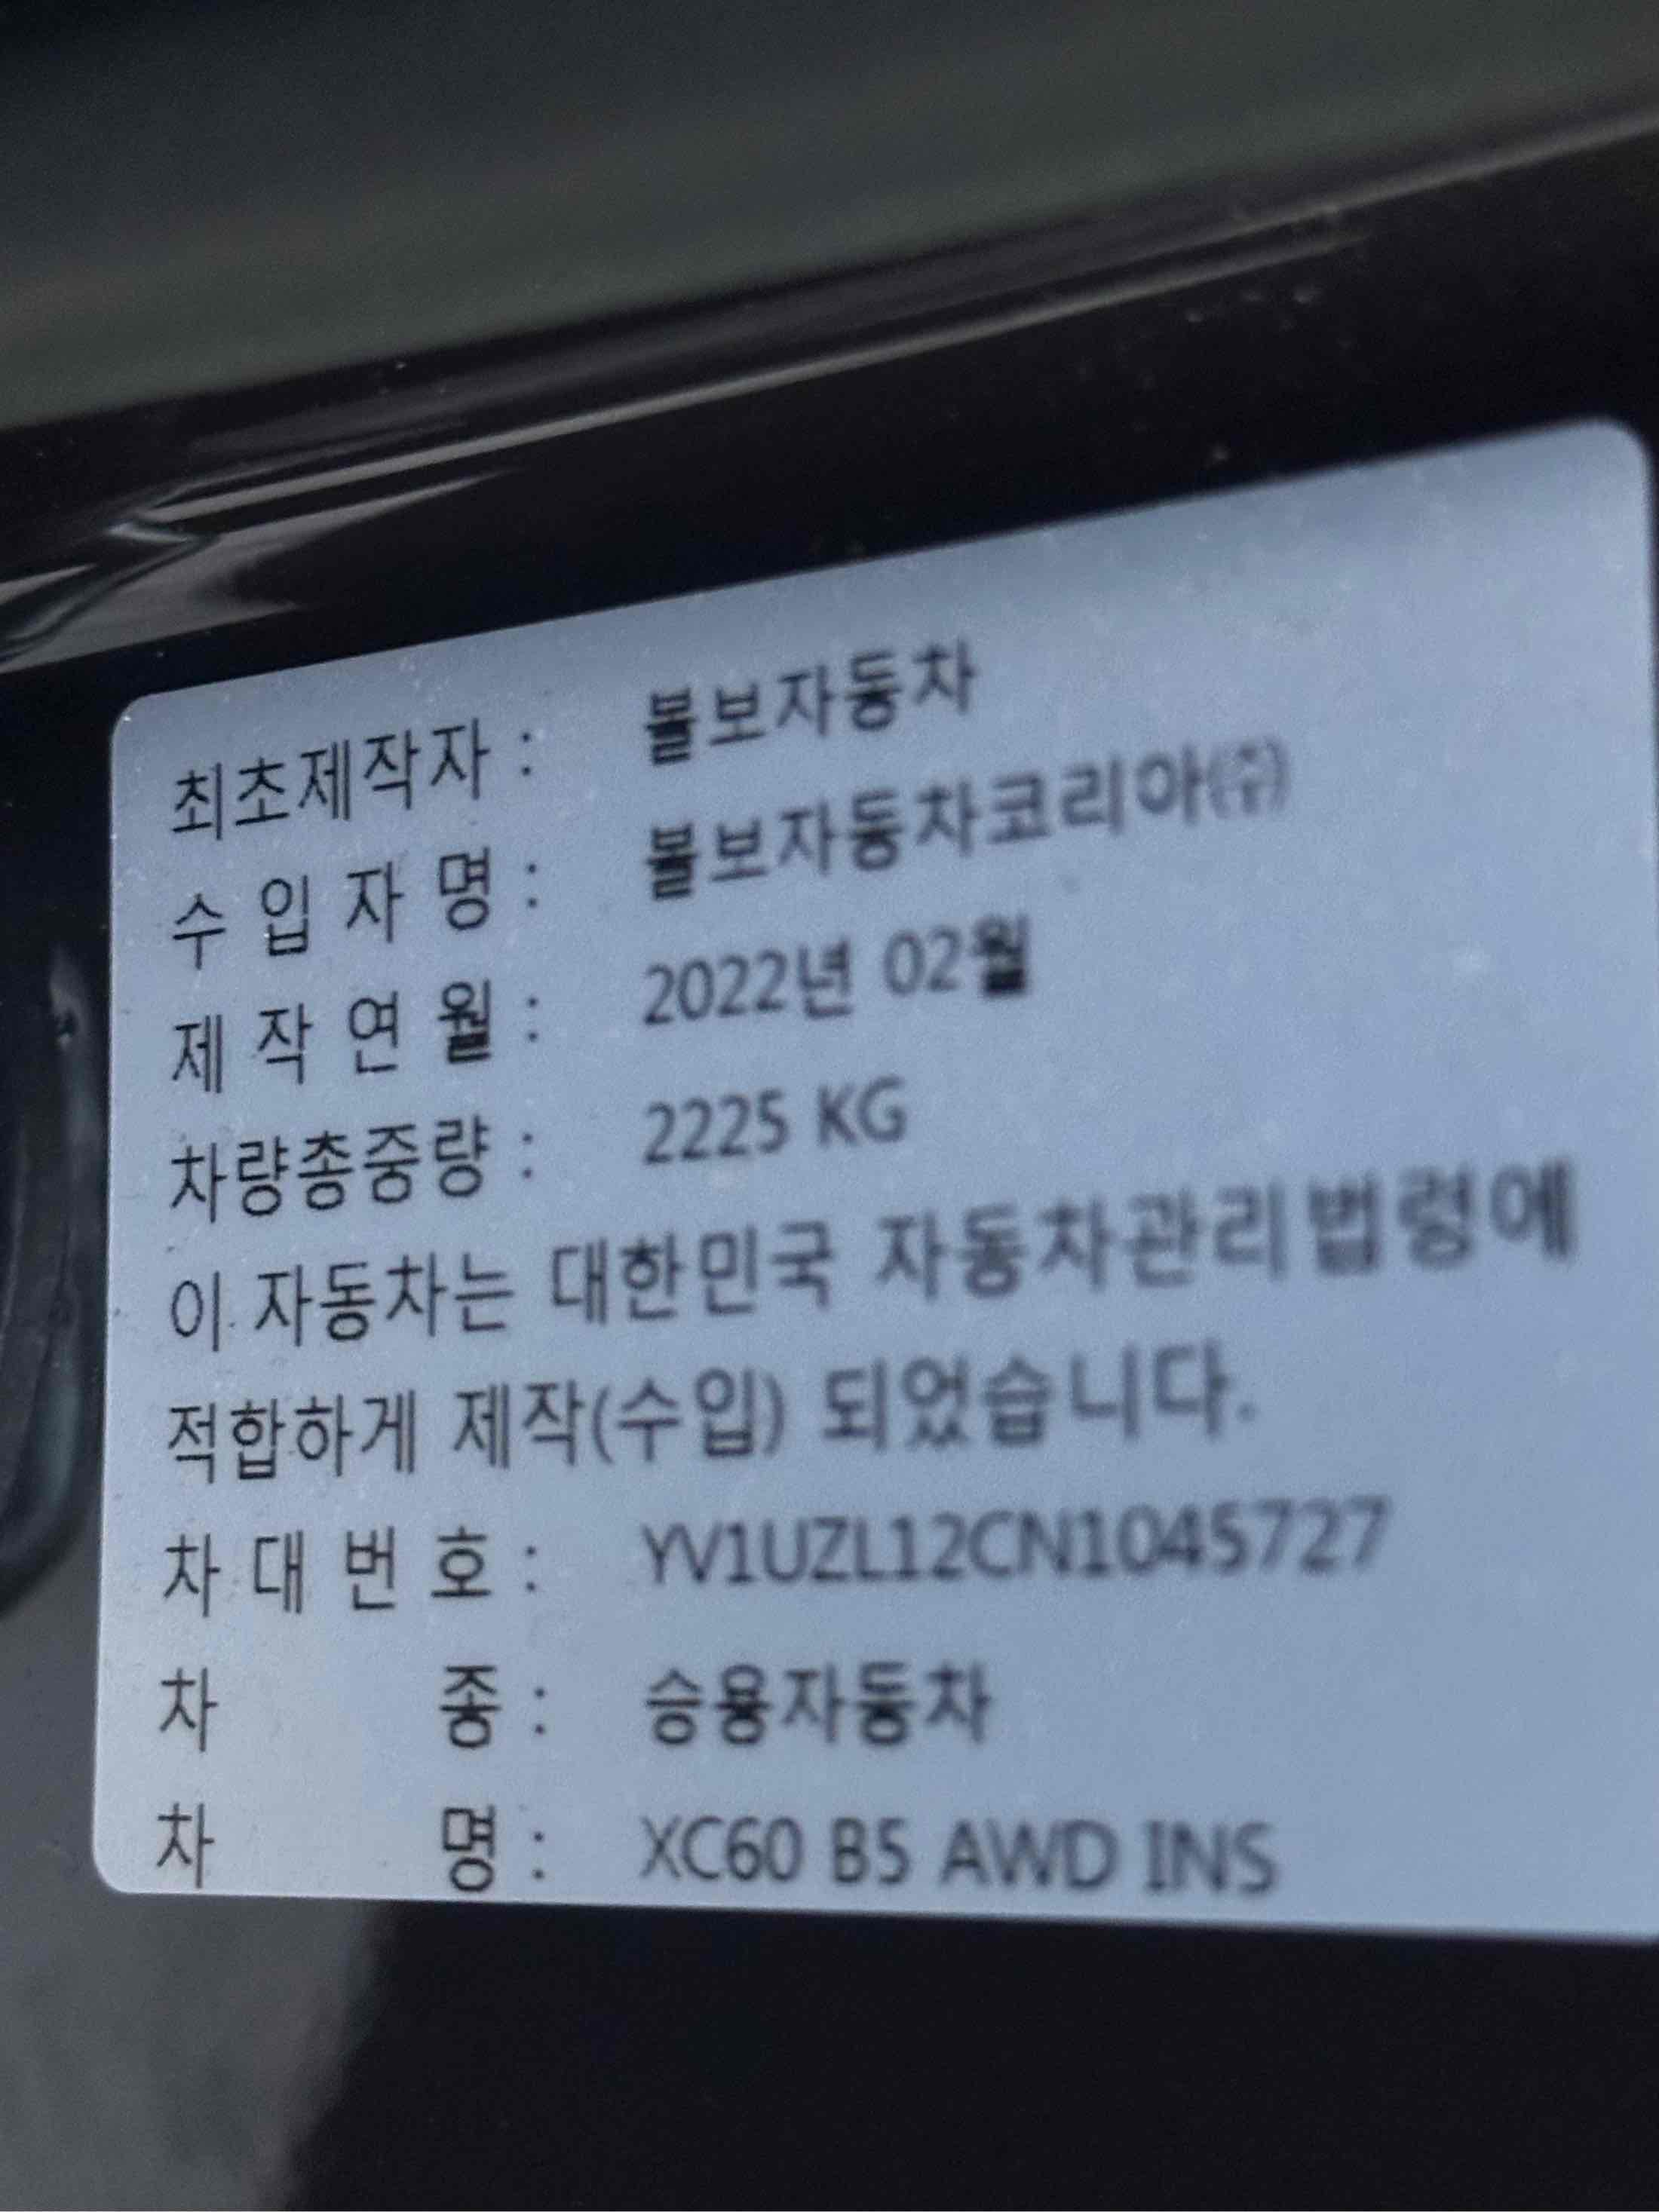 최초제작자 : 볼보자동차
수 입 자 명 : 볼보자동차코리아㈜
제 작 연 월 : 2022년 02월
차량총중량 : 2225 KG
이 자동차는 대한민국 자동차관리법령에
적합하게 제작(수입) 되었습니다.
차 대 번 호 : YV1UZL12CN1045727
차 종 : 승용자동차
차 명 : XC60 B5 AWD INS